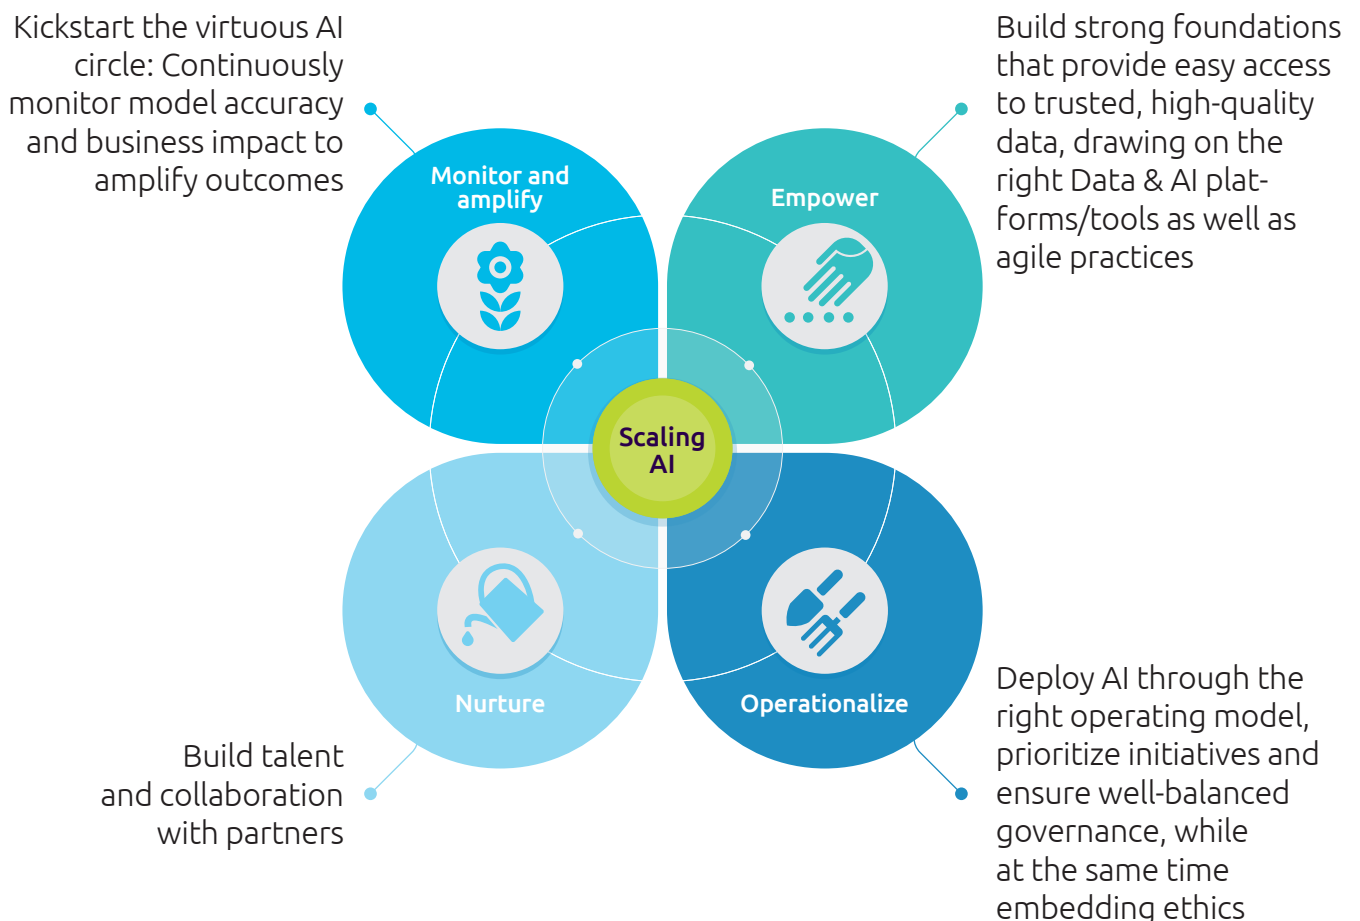 Kickstart the virtuous AI
circle: Continuously
monitor model accuracy
and business impact to
amplify outcomes
Build strong foundations
that provide easy access
to trusted, high-quality
data, drawing on the
right Data & AI plat-
forms/tools as well as
agile practices
Monitor and
amplify
Empower
Scaling
AI
Nurture
Operationalize
Build talent
and collaboration
with partners
Deploy AI through the
right operating model,
prioritize initiatives and
ensure well-balanced
governance, while
at the same time
embedding ethics